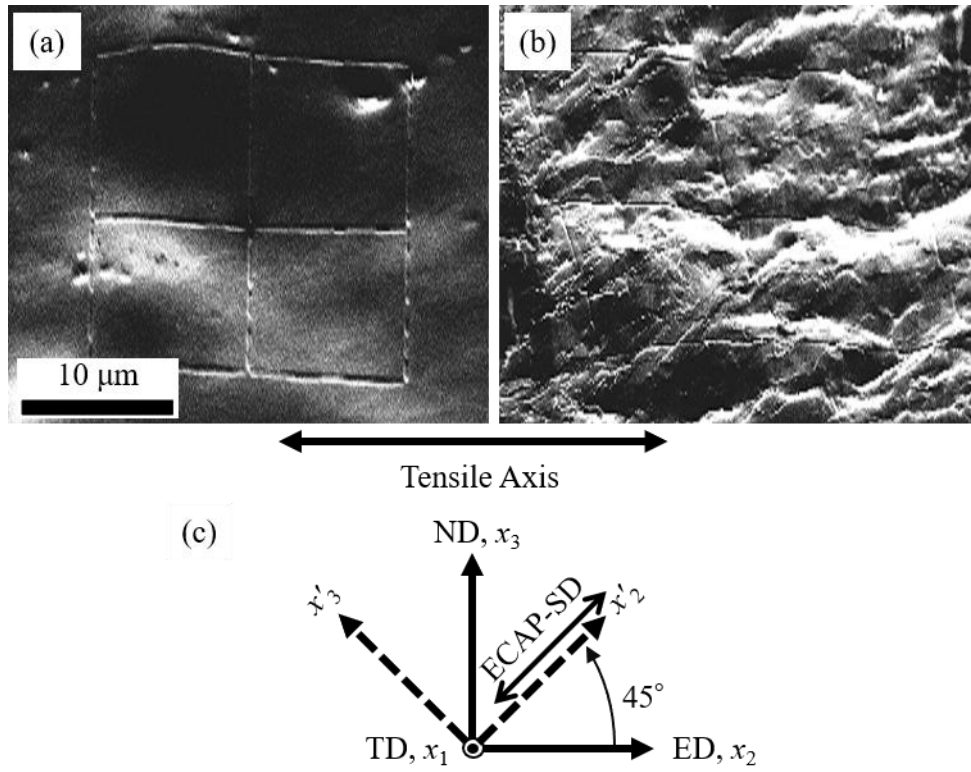 (a)
(b)
10 μm
Tensile Axis
(c)
ND, x₃
x′₃
ECAP-SD
x′₂
45°
TD, x₁
ED, x₂